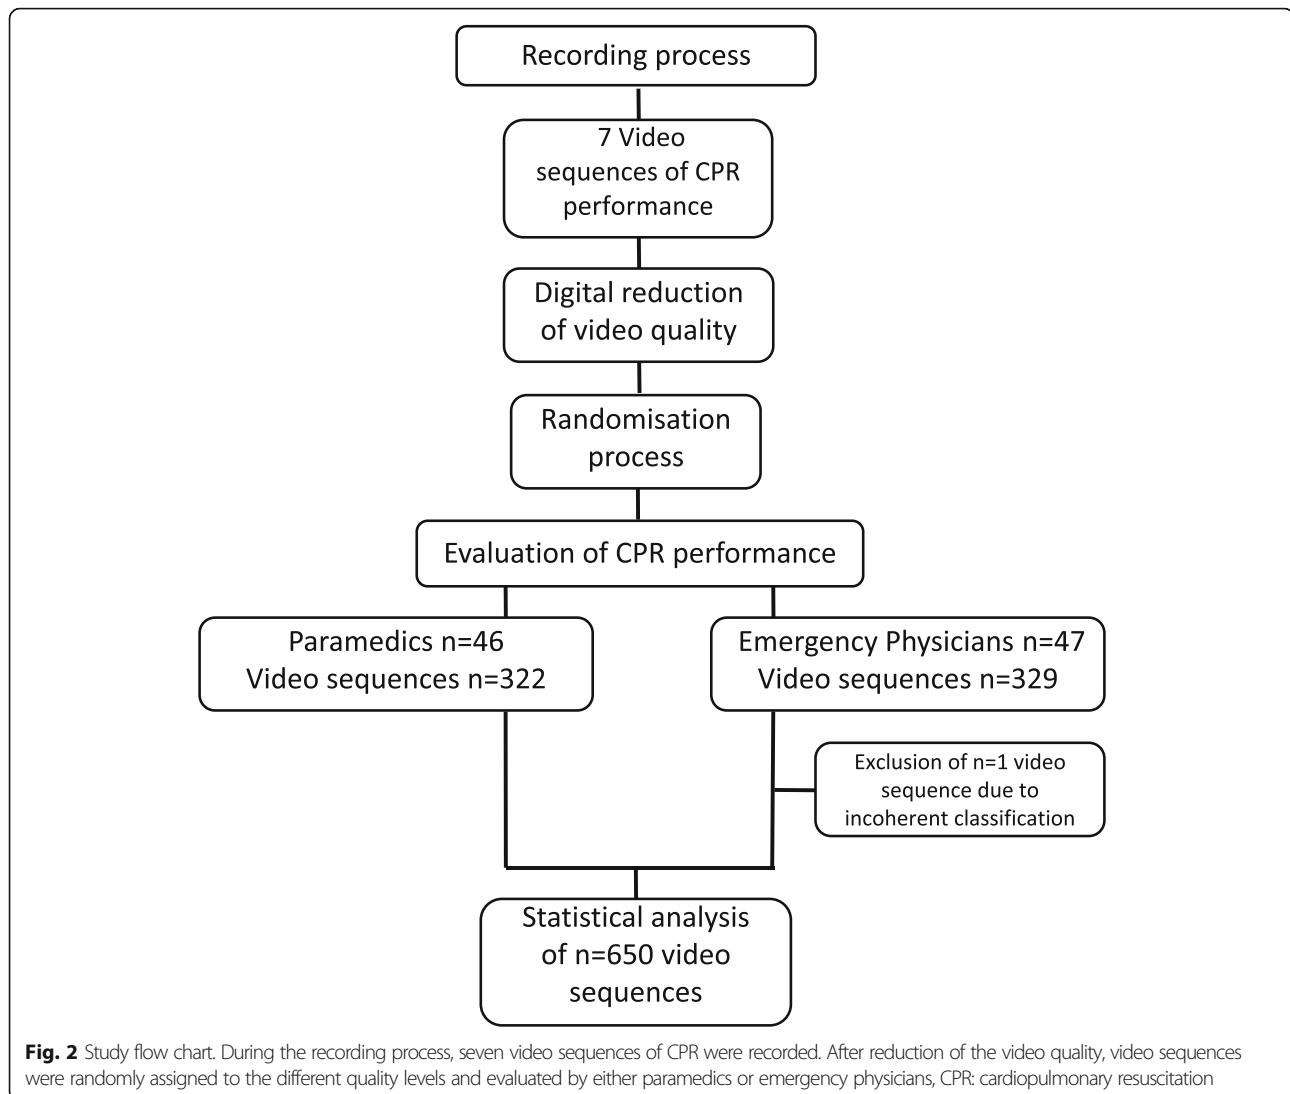 Recording process
7 Video
sequences of CPR
performance
Digital reduction
of video quality
Randomisation
process
Evaluation of CPR performance
Paramedics n=46
Video sequences n=322
Emergency Physicians n=47
Video sequences n=329
Exclusion of n=1 video
sequence due to
incoherent classification
Statistical analysis
of n=650 video
sequences
Fig. 2 Study flow chart. During the recording process, seven video sequences of CPR were recorded. After reduction of the video quality, video sequences
were randomly assigned to the different quality levels and evaluated by either paramedics or emergency physicians, CPR: cardiopulmonary resuscitation